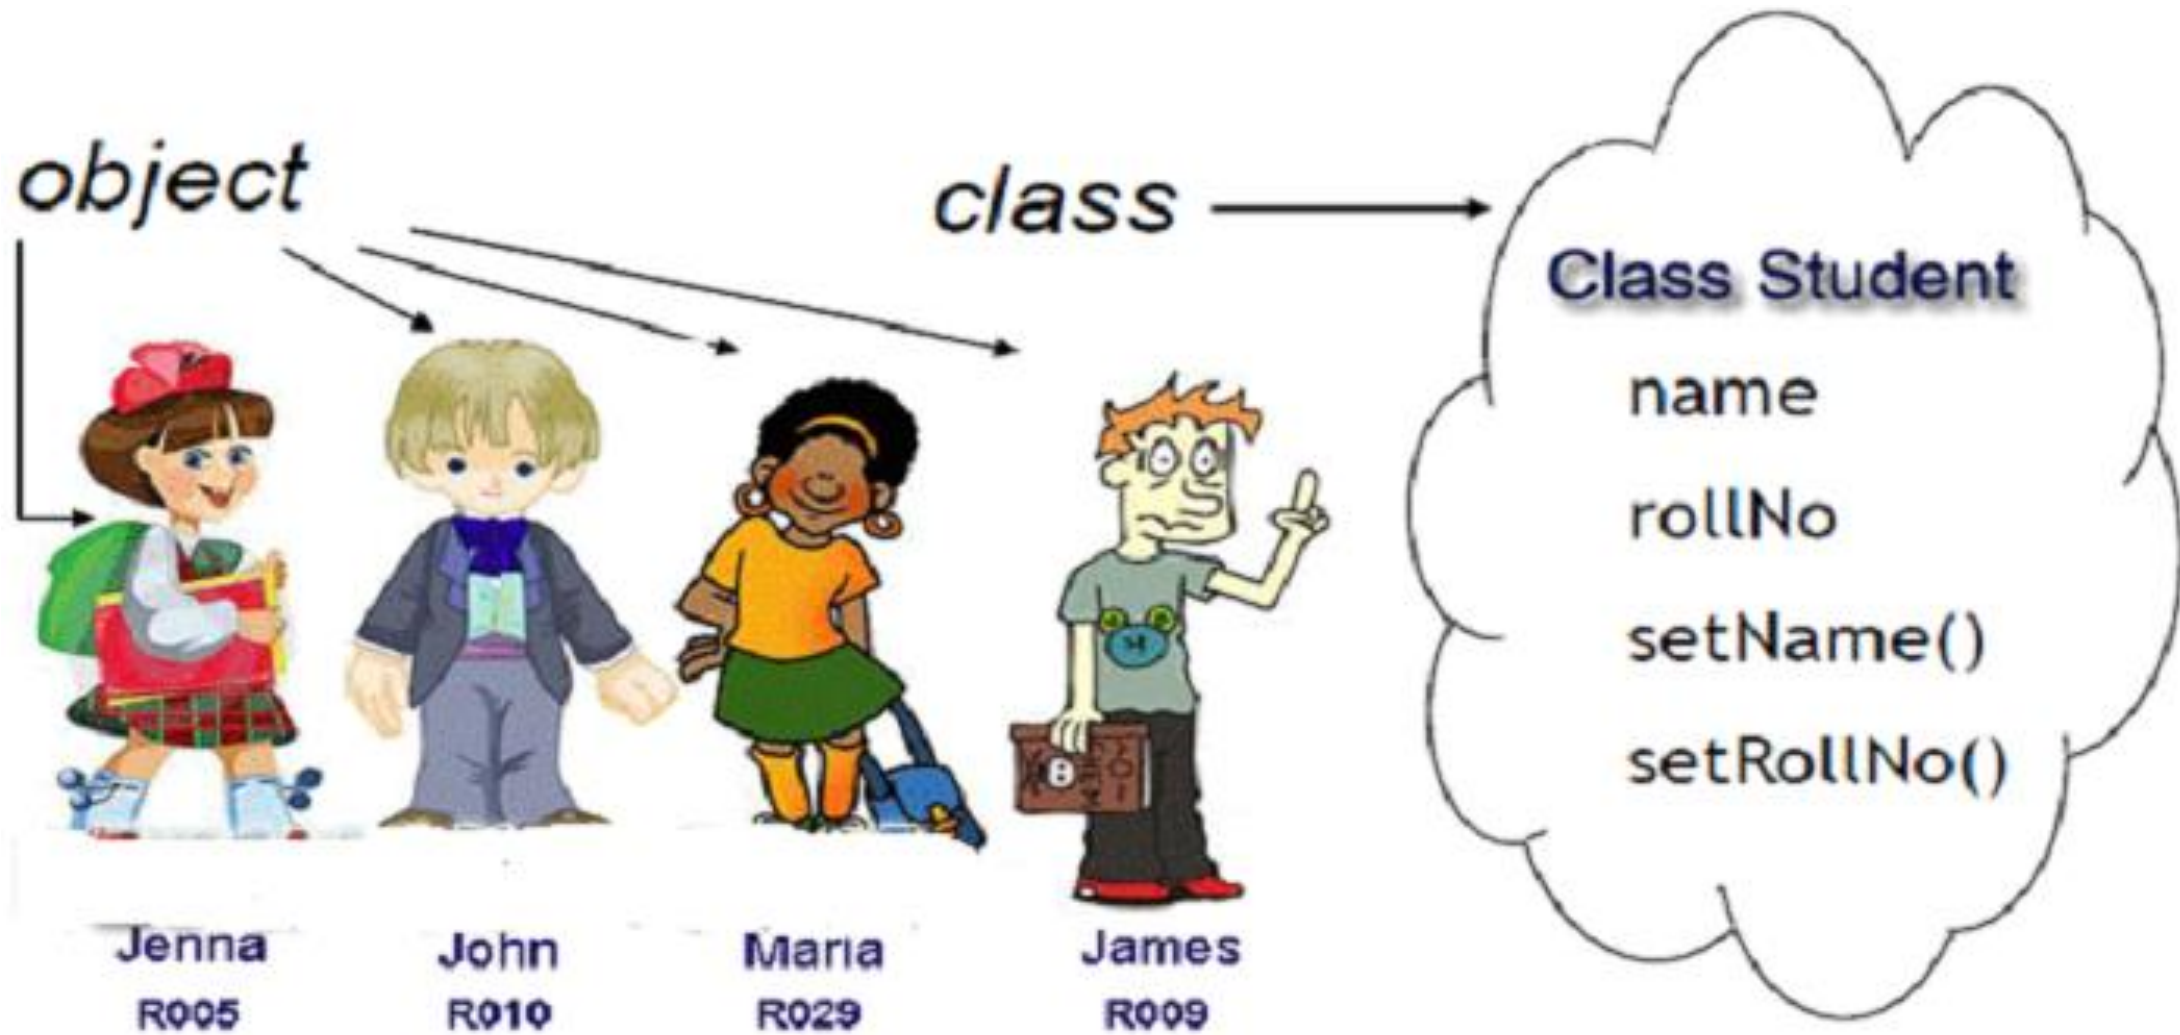 object
class
Class Student
name
rollNo
setName()
setRollNo()
Jenna
John
Maria
James
R005
R010
R029
R009